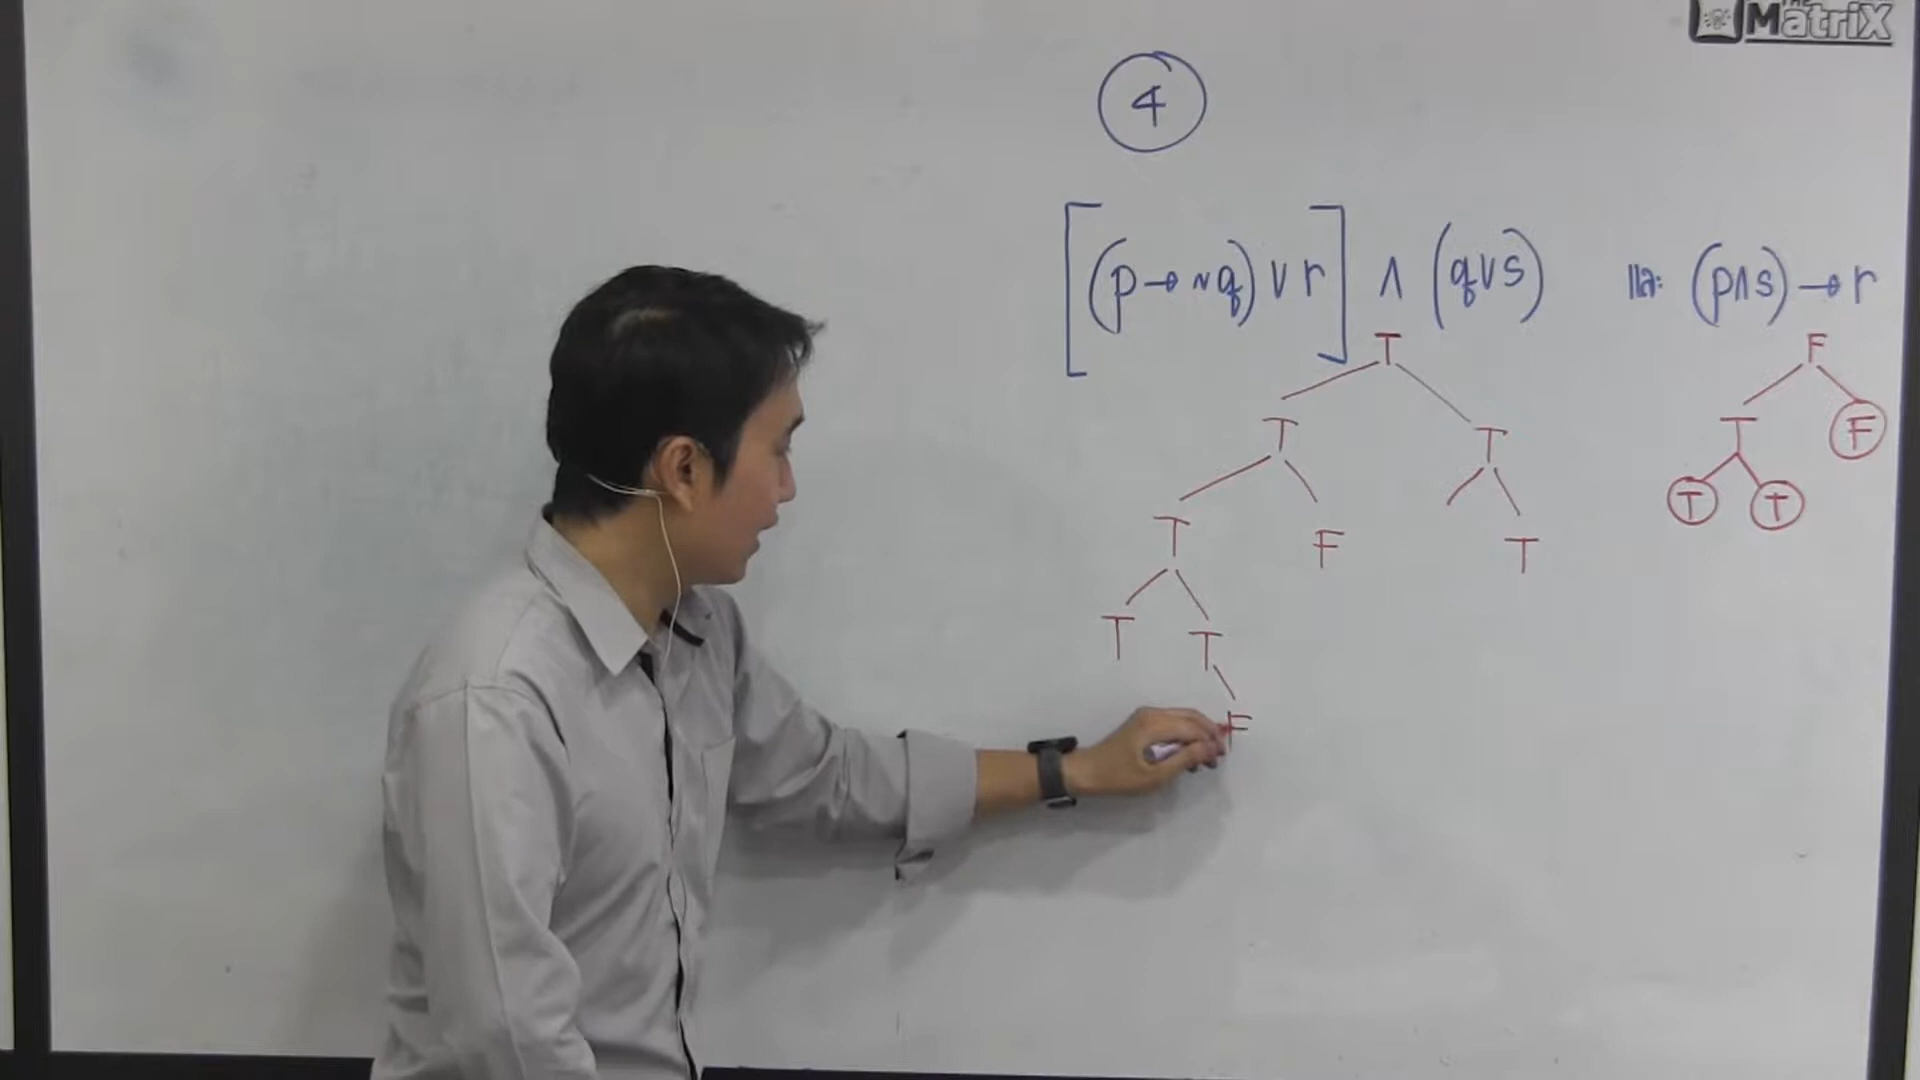 THE
MatriX
4
[(p → ~q) ∨ r] ∧ (q∨s) และ (p∧s) → r
T F
T T F
T F T T T
T T
F